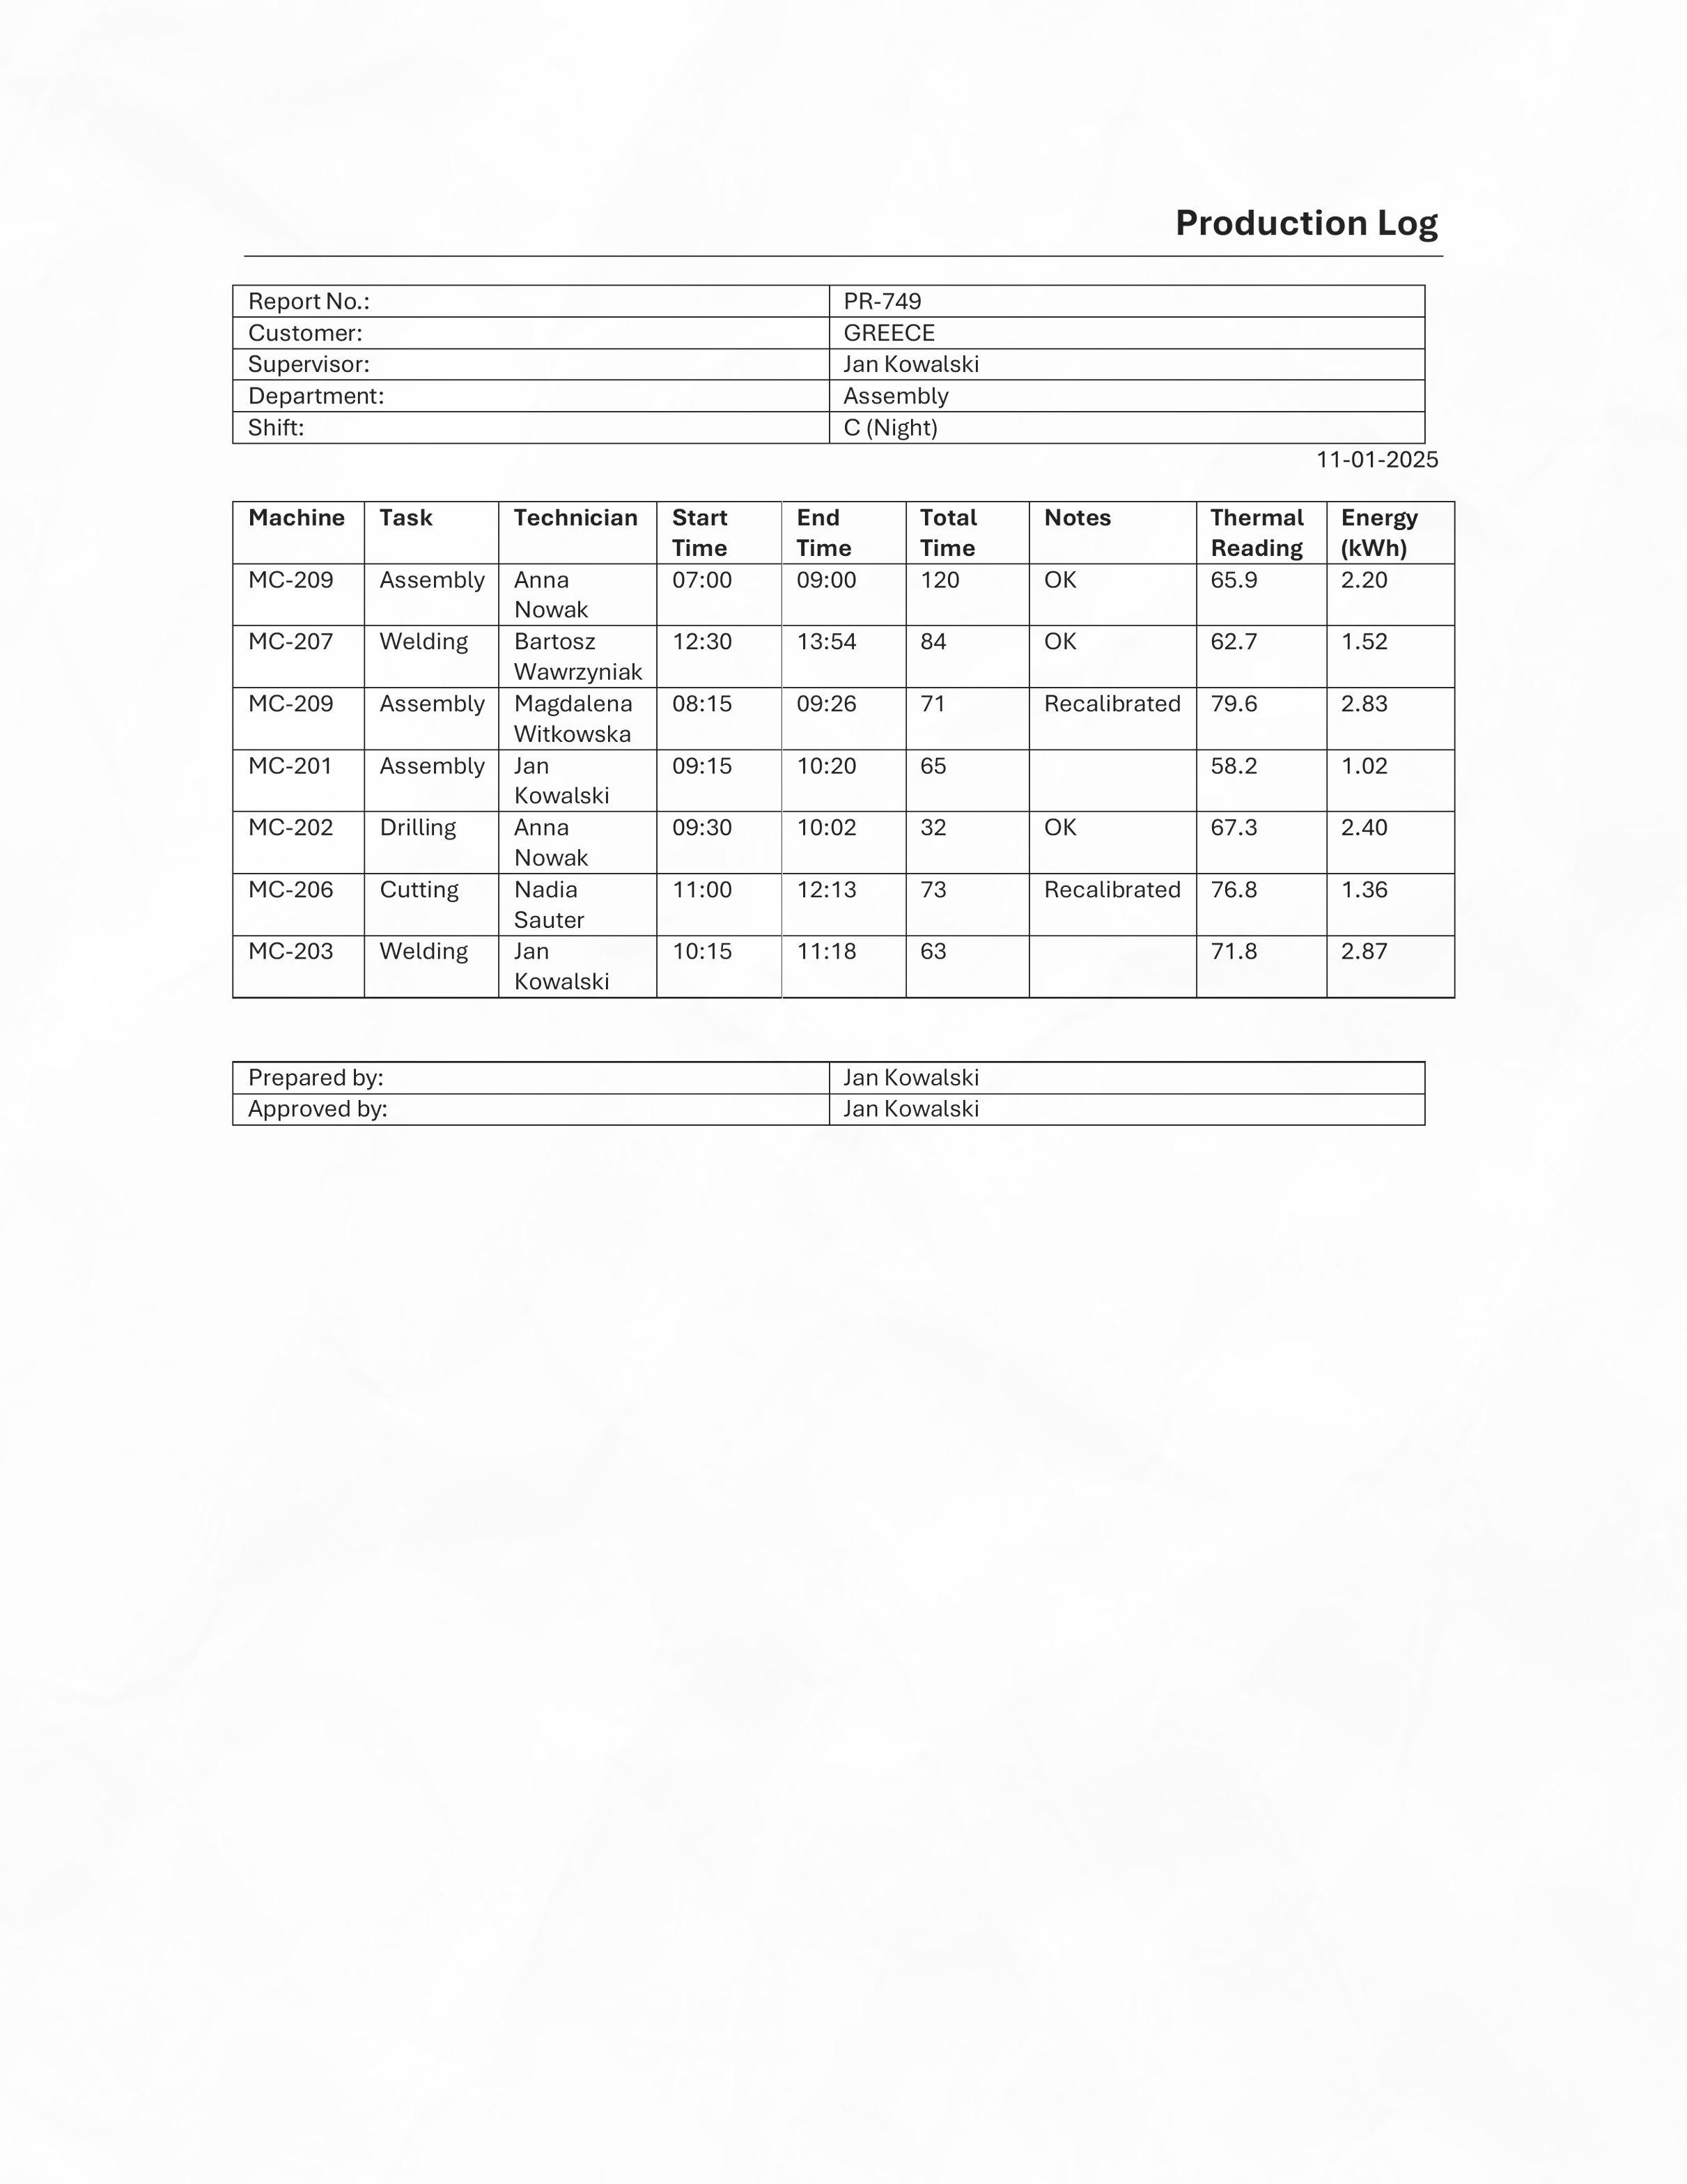 Production Log
Report No.: PR-749
Customer: GREECE
Supervisor: Jan Kowalski
Department: Assembly
Shift: C (Night)
11-01-2025
Machine Task Technician Start Time End Time Total Time Notes Thermal Reading Energy (kWh)
MC-209 Assembly Anna Nowak 07:00 09:00 120 OK 65.9 2.20
MC-207 Welding Bartosz Wawrzyniak 12:30 13:54 84 OK 62.7 1.52
MC-209 Assembly Magdalena Witkowska 08:15 09:26 71 Recalibrated 79.6 2.83
MC-201 Assembly Jan Kowalski 09:15 10:20 65 58.2 1.02
MC-202 Drilling Anna Nowak 09:30 10:02 32 OK 67.3 2.40
MC-206 Cutting Nadia Sauter 11:00 12:13 73 Recalibrated 76.8 1.36
MC-203 Welding Jan Kowalski 10:15 11:18 63 71.8 2.87
Prepared by: Jan Kowalski
Approved by: Jan Kowalski